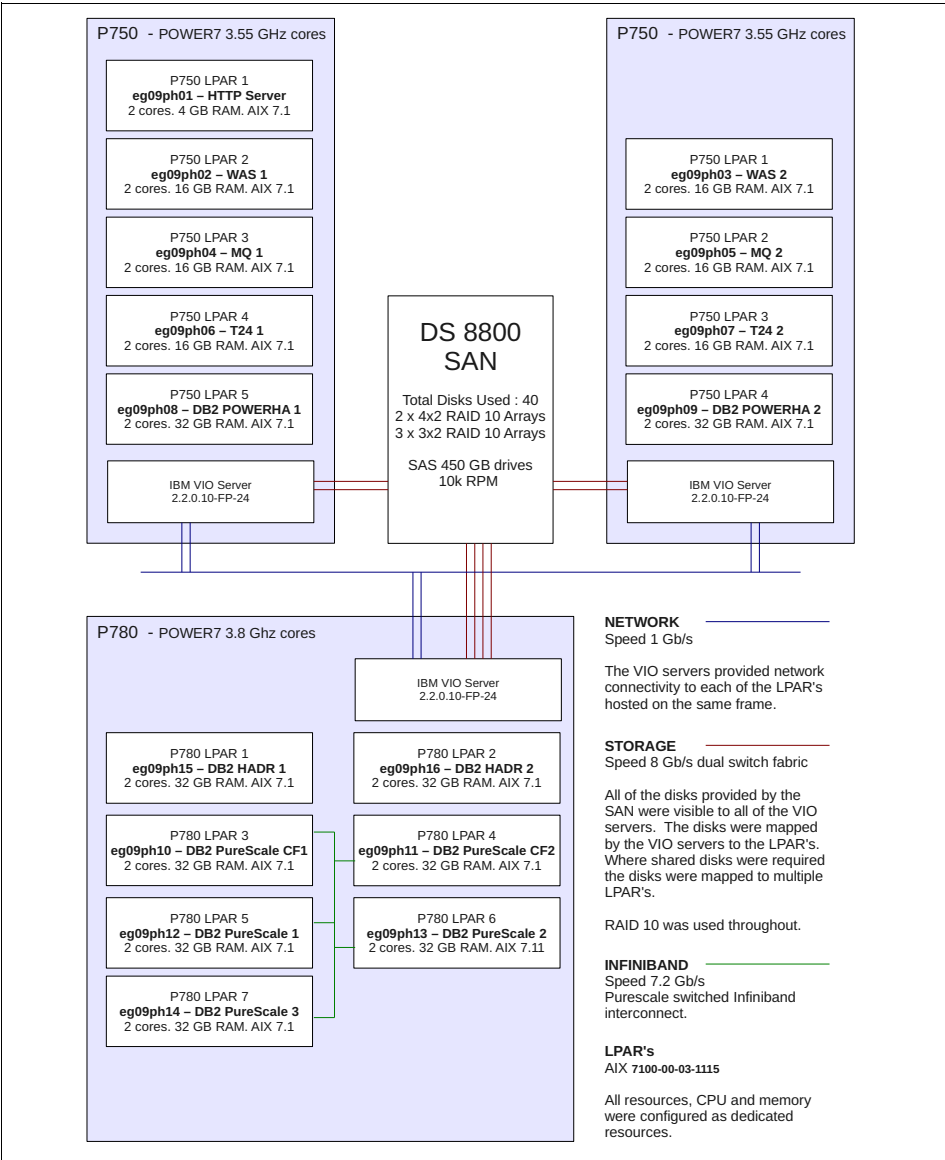 P750 - POWER7 3.55 GHz cores
P750 LPAR 1
eg09ph01 – HTTP Server
2 cores. 4 GB RAM. AIX 7.1
P750 LPAR 2
eg09ph02 – WAS 1
2 cores. 16 GB RAM. AIX 7.1
P750 LPAR 3
eg09ph04 – MQ 1
2 cores. 16 GB RAM. AIX 7.1
P750 LPAR 4
eg09ph06 – T24 1
2 cores. 16 GB RAM. AIX 7.1
P750 LPAR 5
eg09ph08 – DB2 POWERHA 1
2 cores. 32 GB RAM. AIX 7.1
IBM VIO Server
2.2.0.10-FP-24
DS 8800
SAN
Total Disks Used : 40
2 x 4x2 RAID 10 Arrays
3 x 3x2 RAID 10 Arrays
SAS 450 GB drives
10k RPM
P750 - POWER7 3.55 GHz cores
P750 LPAR 1
eg09ph03 – WAS 2
2 cores. 16 GB RAM. AIX 7.1
P750 LPAR 2
eg09ph05 – MQ 2
2 cores. 16 GB RAM. AIX 7.1
P750 LPAR 3
eg09ph07 – T24 2
2 cores. 16 GB RAM. AIX 7.1
P750 LPAR 4
eg09ph09 – DB2 POWERHA 2
2 cores. 32 GB RAM. AIX 7.1
IBM VIO Server
2.2.0.10-FP-24
P780 - POWER7 3.8 Ghz cores
IBM VIO Server
2.2.0.10-FP-24
P780 LPAR 1
eg09ph15 – DB2 HADR 1
2 cores. 32 GB RAM. AIX 7.1
P780 LPAR 2
eg09ph16 – DB2 HADR 2
2 cores. 32 GB RAM. AIX 7.1
P780 LPAR 3
eg09ph10 – DB2 PureScale CF1
2 cores. 32 GB RAM. AIX 7.1
P780 LPAR 4
eg09ph11 – DB2 PureScale CF2
2 cores. 32 GB RAM. AIX 7.1
P780 LPAR 5
eg09ph12 – DB2 PureScale 1
2 cores. 32 GB RAM. AIX 7.1
P780 LPAR 6
eg09ph13 – DB2 PureScale 2
2 cores. 32 GB RAM. AIX 7.11
P780 LPAR 7
eg09ph14 – DB2 PureScale 3
2 cores. 32 GB RAM. AIX 7.1
NETWORK
Speed 1 Gb/s
The VIO servers provided network
connectivity to each of the LPAR's
hosted on the same frame.
STORAGE
Speed 8 Gb/s dual switch fabric
All of the disks provided by the
SAN were visible to all of the VIO
servers. The disks were mapped
by the VIO servers to the LPAR's.
Where shared disks were required
the disks were mapped to multiple
LPAR's.
RAID 10 was used throughout.
INFINIBAND
Speed 7.2 Gb/s
Purescale switched Infiniband
interconnect.
LPAR's
AIX 7100-00-03-1115
All resources, CPU and memory
were configured as dedicated
resources.